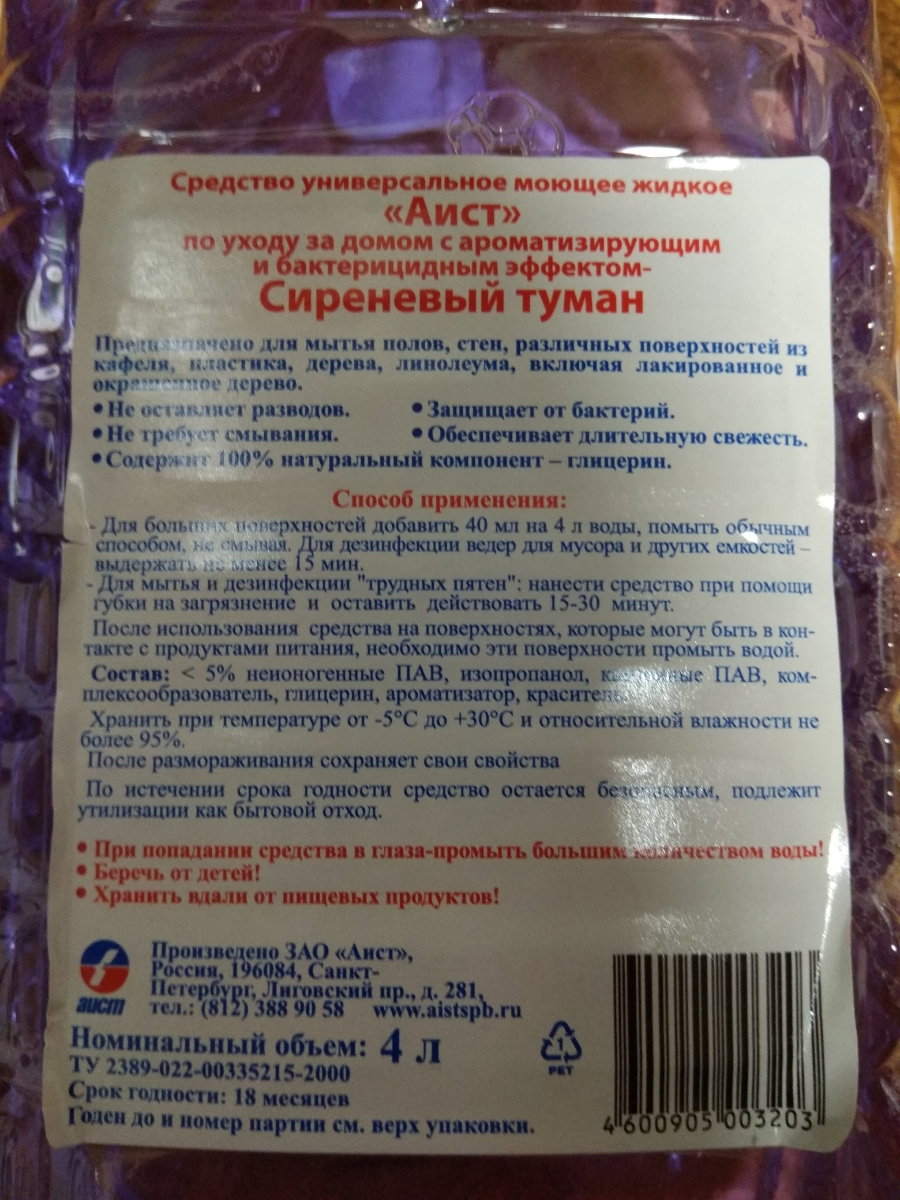 Средство универсальное моющее жидкое
«Аист»
по уходу за домом с ароматизирующим
и бактерицидным эффектом-
Сиреневый туман
Предназначено для мытья полов, стен, различных поверхностей из
кафеля, пластика, дерева, линолеума, включая лакированное и
окрашенное дерево.
• Не оставляет разводов. • Защищает от бактерий.
• Не требует смывания. • Обеспечивает длительную свежесть.
• Содержит 100% натуральный компонент – глицерин.
Способ применения:
- Для больших поверхностей добавить 40 мл на 4 л воды, помыть обычным
способом, не смывая. Для дезинфекции ведер для мусора и других емкостей –
выдержать не менее 15 мин.
- Для мытья и дезинфекции "трудных пятен": нанести средство при помощи
губки на загрязнение и оставить действовать 15-30 минут.
После использования средства на поверхностях, которые могут быть в кон-
такте с продуктами питания, необходимо эти поверхности промыть водой.
Состав: < 5% неионогенные ПАВ, изопропанол, катионные ПАВ, ком-
плексообразователь, глицерин, ароматизатор, краситель.
Хранить при температуре от -5°С до +30°С и относительной влажности не
более 95%.
После размораживания сохраняет свои свойства
По истечении срока годности средство остается безопасным, подлежит
утилизации как бытовой отход.
• При попадании средства в глаза-промыть большим количеством воды!
• Беречь от детей!
• Хранить вдали от пищевых продуктов!
аист
Произведено ЗАО «Аист»,
Россия, 196084, Санкт-
Петербург, Лиговский пр., д. 281,
тел.: (812) 388 90 58 www.aistspb.ru
Номинальный объем: 4 л
1
PET
ТУ 2389-022-00335215-2000
Срок годности: 18 месяцев
Годен до и номер партии см. верх упаковки.
4 600905 003203